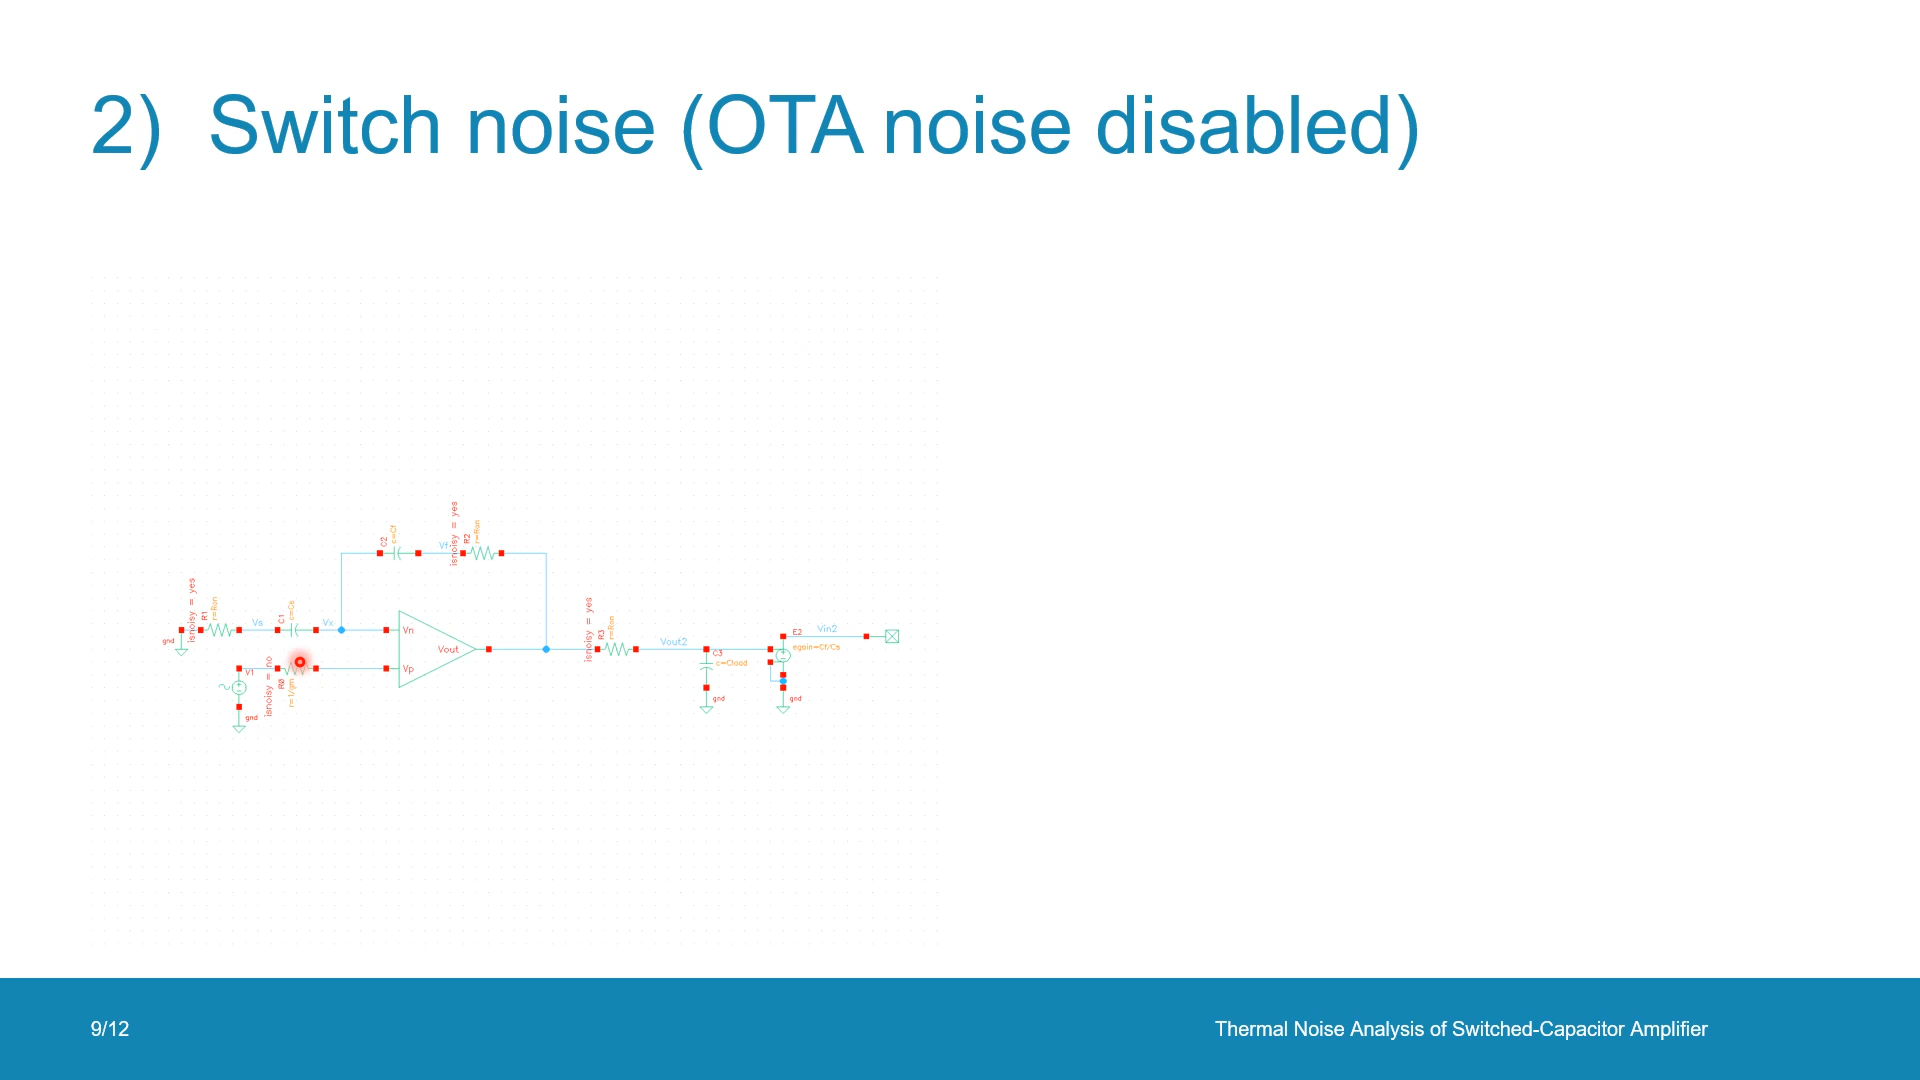 2) Switch noise (OTA noise disabled)
isnoisy = yes
R2
r=Ron
C2
c=Cf
Vf
isnoisy = yes
R1
r=Ron
Vs
C1
c=Cs
Vx
gnd
Vn
Vout
Vp
V1
gnd
isnoisy = no
R0
r=1/gm
isnoisy = yes
R3
r=Ron
Vout2
C3
c=Cload
gnd
E2
egain=Cf/Cs
Vin2
gnd
9/12
Thermal Noise Analysis of Switched-Capacitor Amplifier